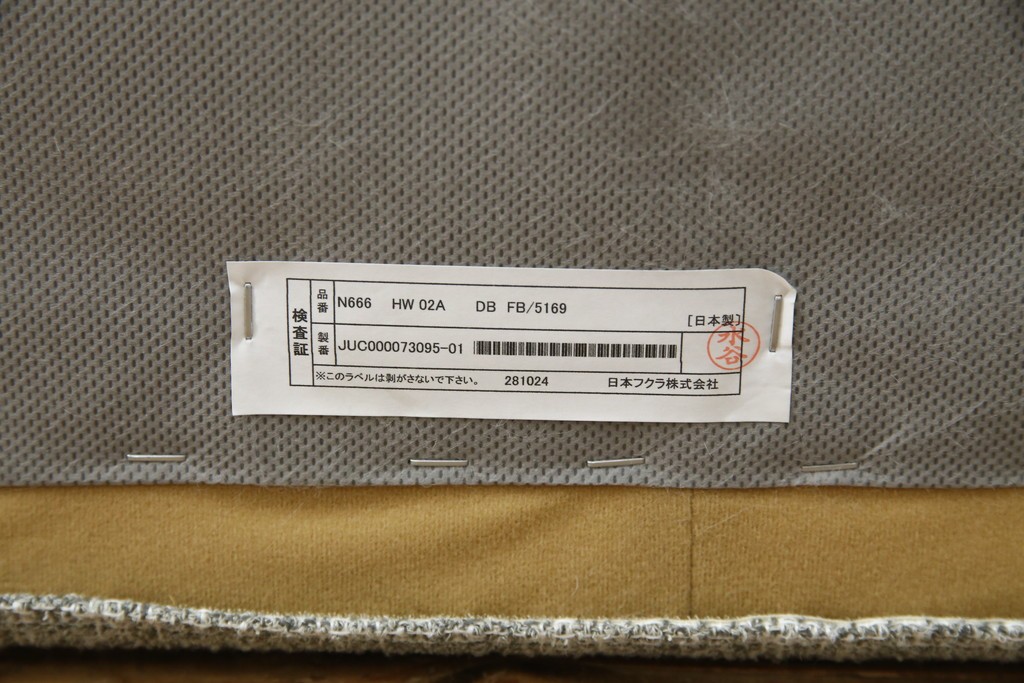 検査証
品番 N666 HW 02A DB FB/5169
[日本製]
製番 JUC000073095-01
水谷
※このラベルは剥がさないで下さい。 281024 日本フクラ株式会社